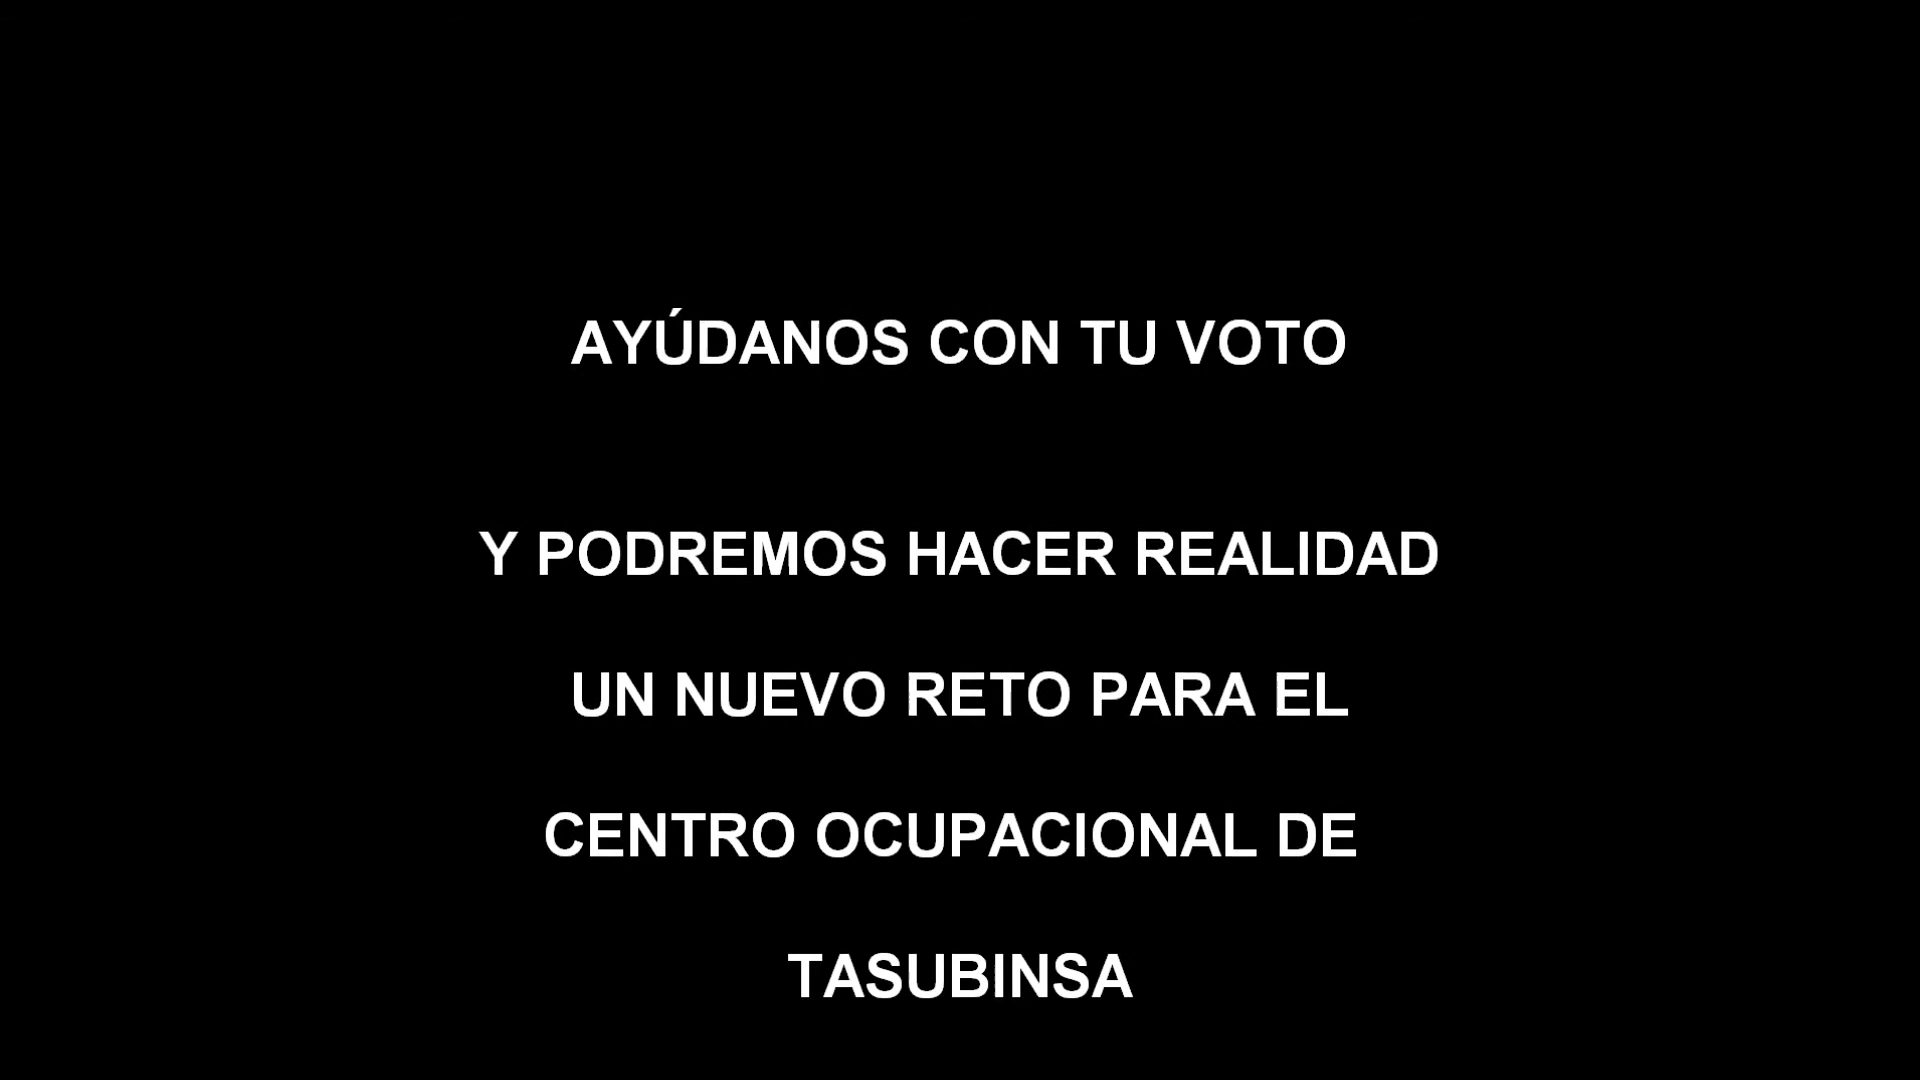 AYÚDANOS CON TU VOTO
Y PODREMOS HACER REALIDAD
UN NUEVO RETO PARA EL
CENTRO OCUPACIONAL DE
TASUBINSA